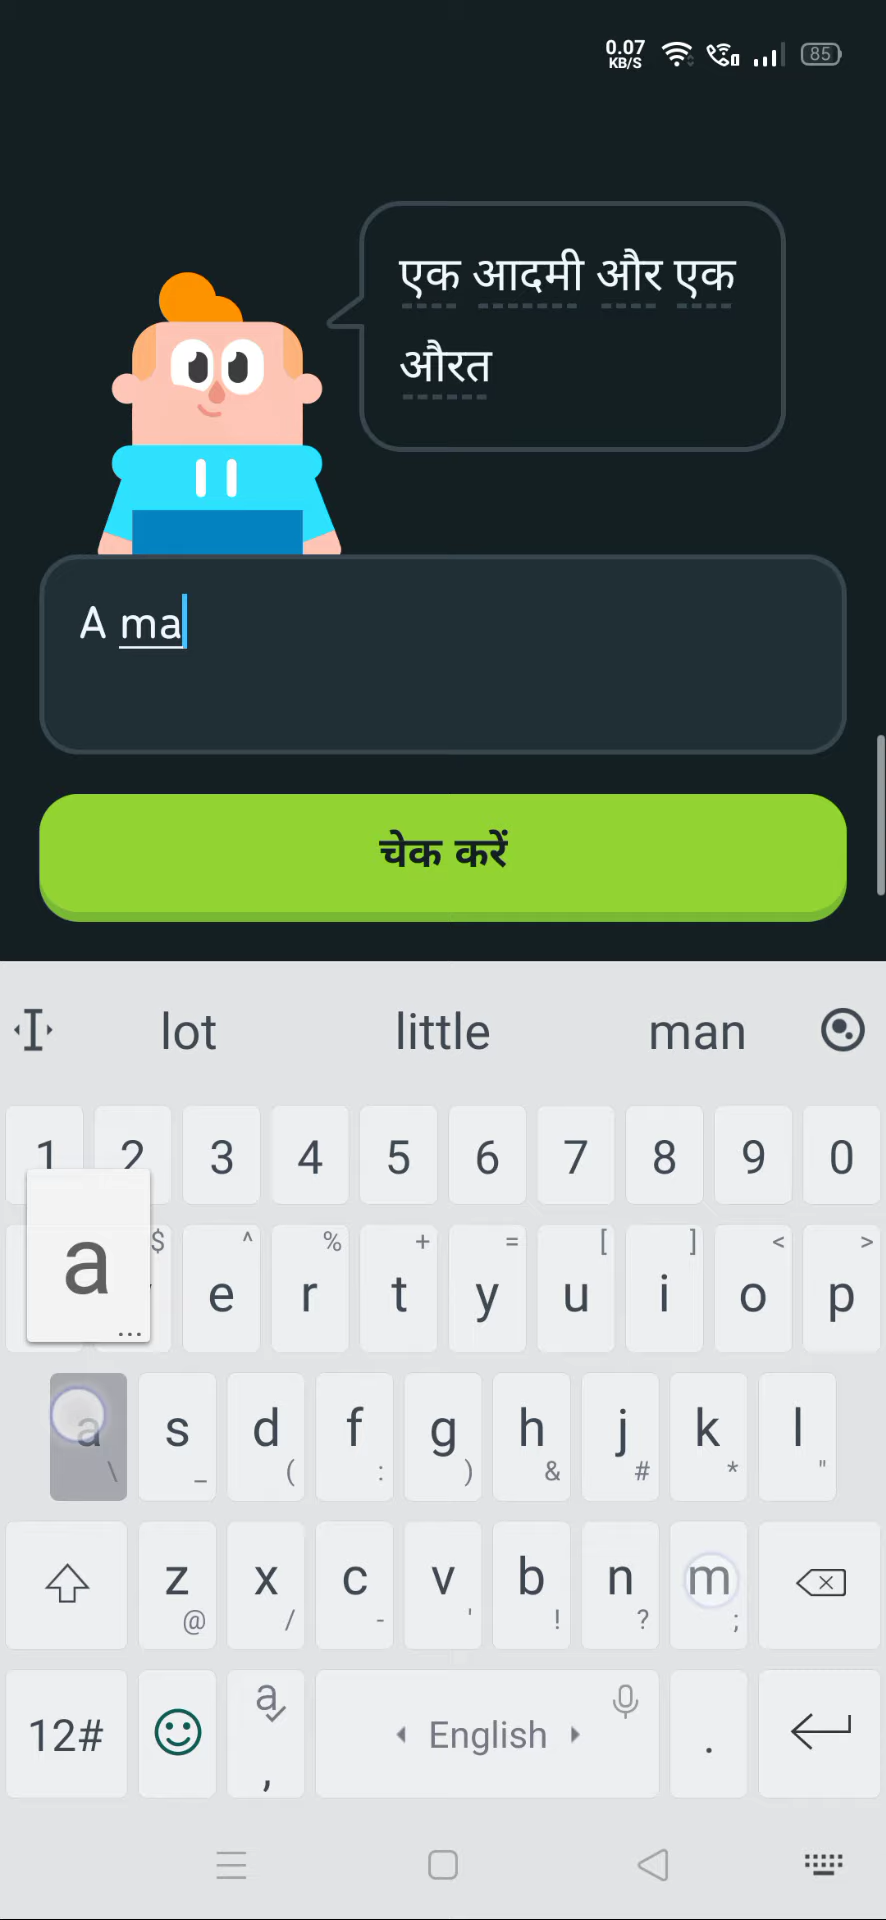 0.07
KB/S
85
एक आदमी और एक
औरत
A ma
चेक करें
lot little man
1 2 3 4 5 6 7 8 9 0
a ...
$ ^ % + = [ ] < >
e r t y u i o p
a s d f g h j k l
\ _ ( : ) & # * "
z x c v b n m
@ / - ' ! ? ;
12# a , English .